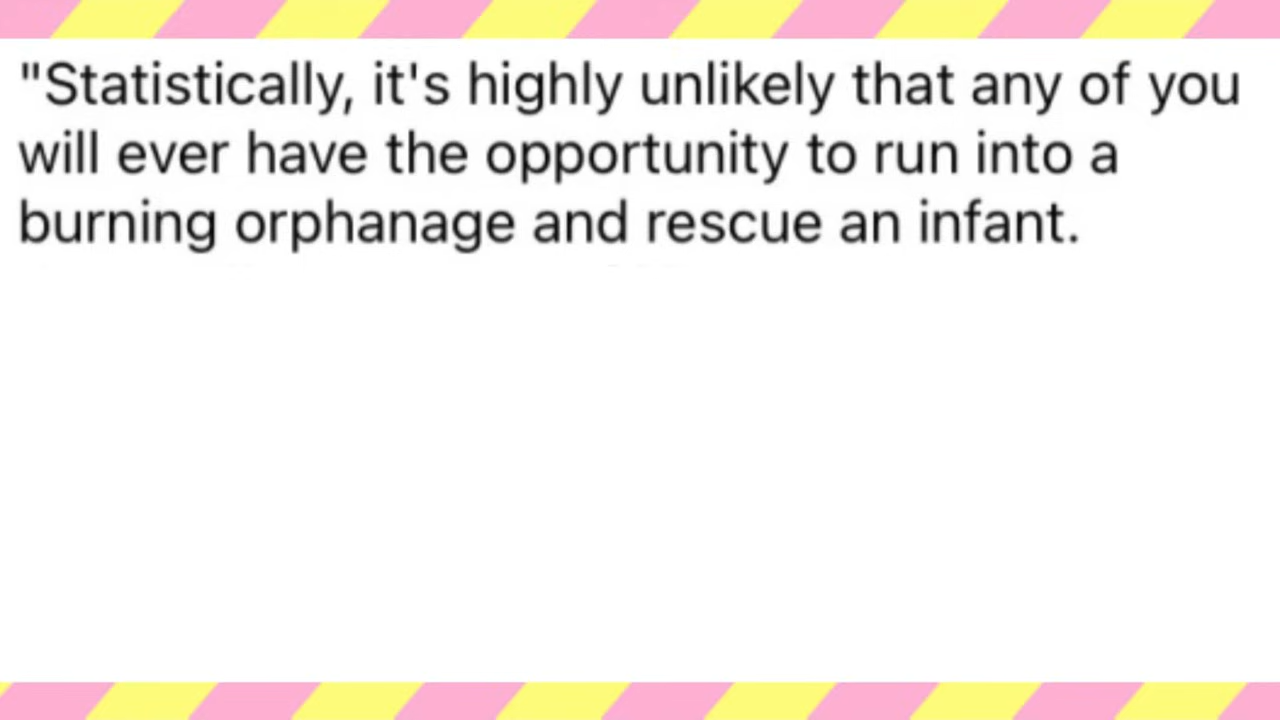 "Statistically, it's highly unlikely that any of you
will ever have the opportunity to run into a
burning orphanage and rescue an infant.